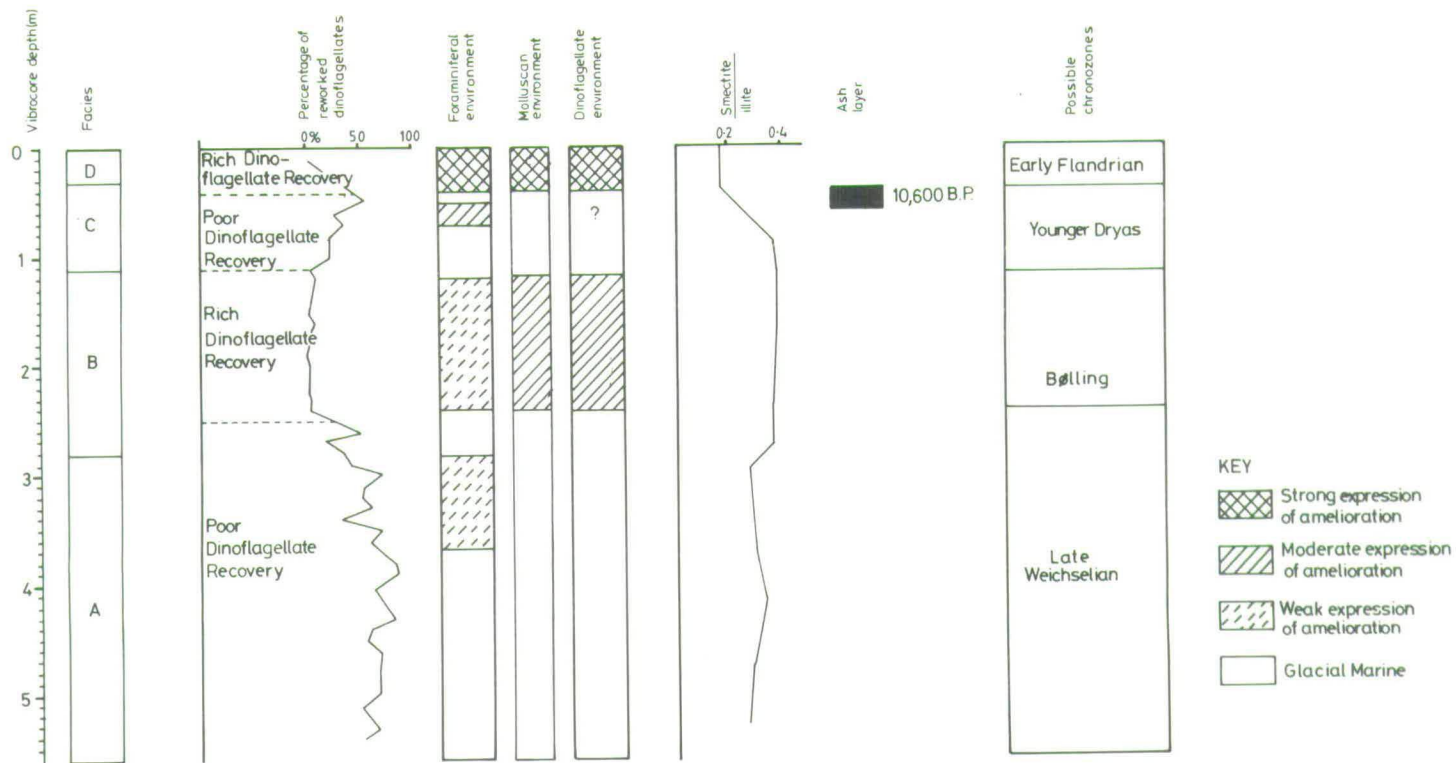 Vibrocore depth(m)
Facies
Percentage of
reworked
dinoflagellates
Foraminiferal
environment
Molluscan
environment
Dinoflagellate
environment
Smectite
illite
Ash
layer
Possible
chronozones
0%
50
100
0·2
0·4
0
1
2
3
4
5
D
C
B
A
Rich Dino-
flagellate Recovery
Poor
Dinoflagellate
Recovery
Rich
Dinoflagellate
Recovery
Poor
Dinoflagellate
Recovery
?
10,600 B.P.
Early Flandrian
Younger Dryas
Bølling
Late
Weichselian
KEY
Strong expression
of amelioration
Moderate expression
of amelioration
Weak expression
of amelioration
Glacial Marine